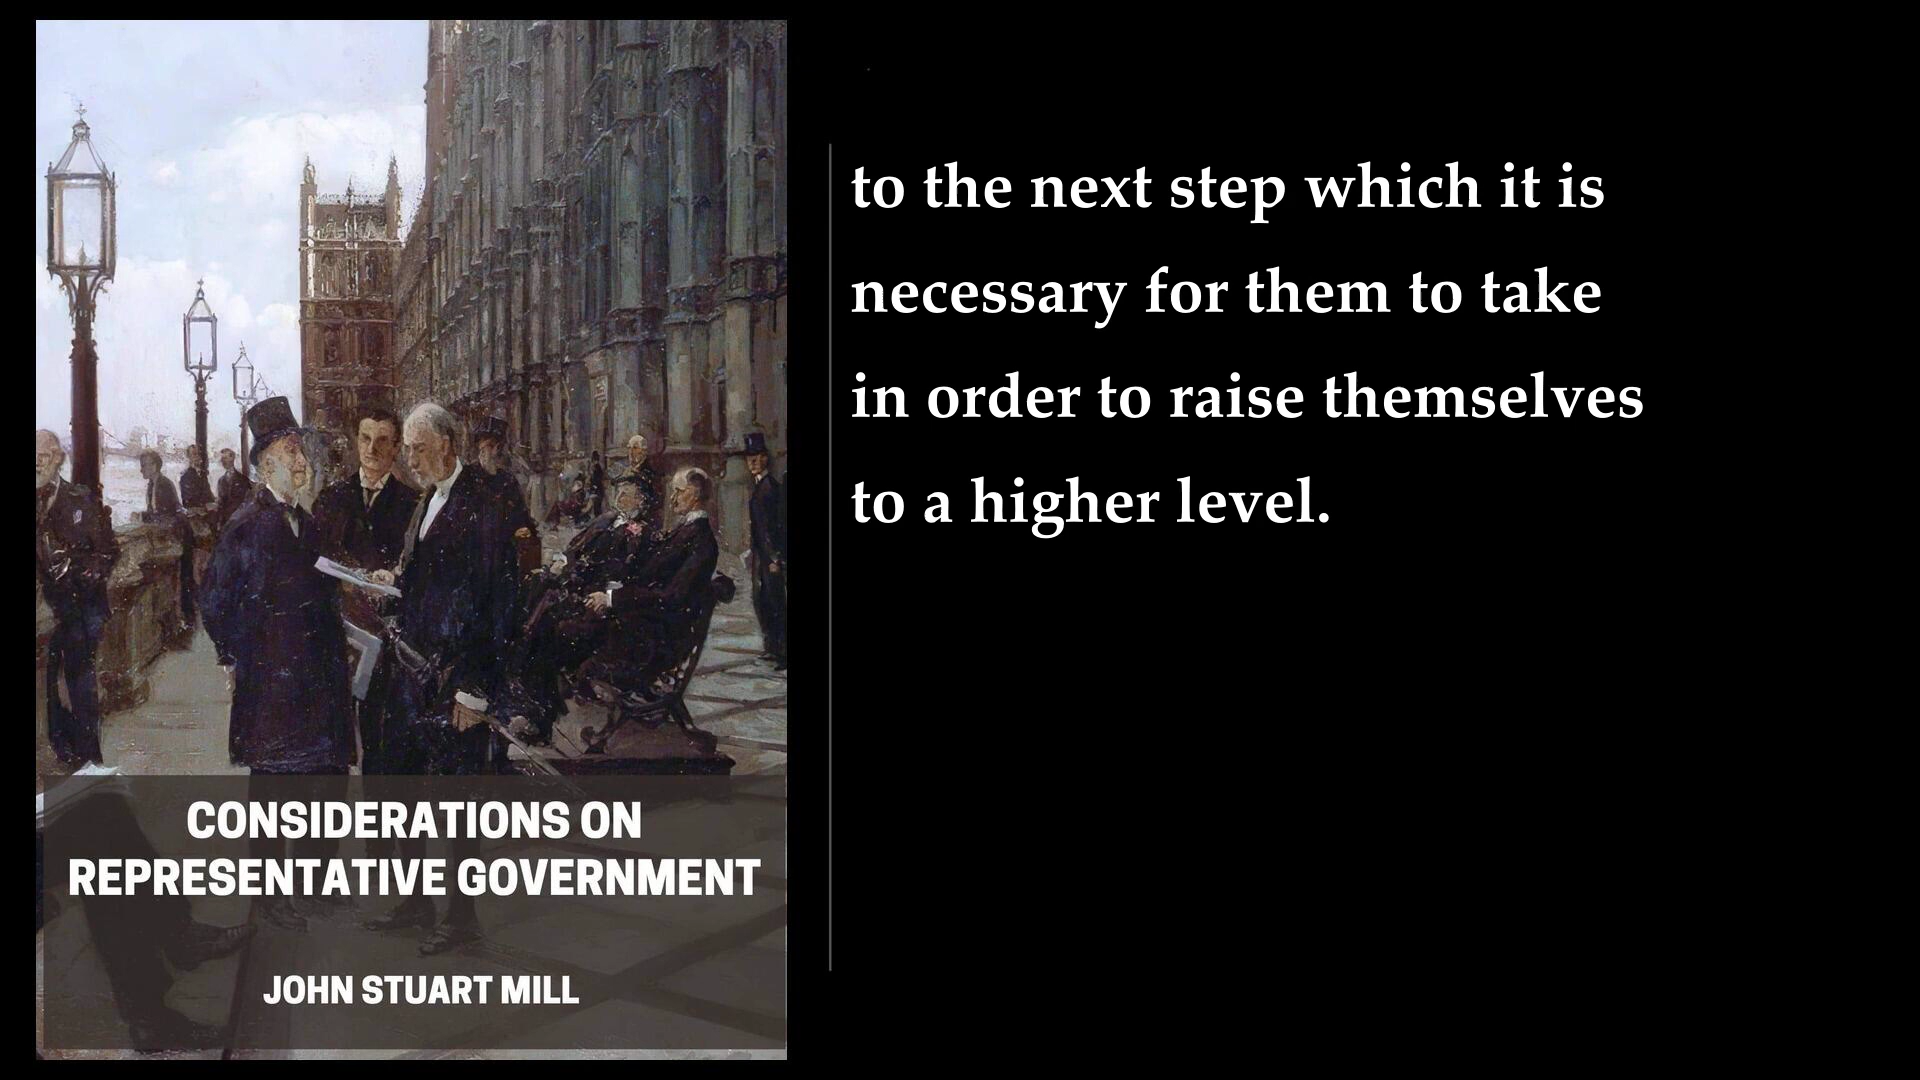 to the next step which it is
necessary for them to take
in order to raise themselves
to a higher level.
CONSIDERATIONS ON
REPRESENTATIVE GOVERNMENT
JOHN STUART MILL